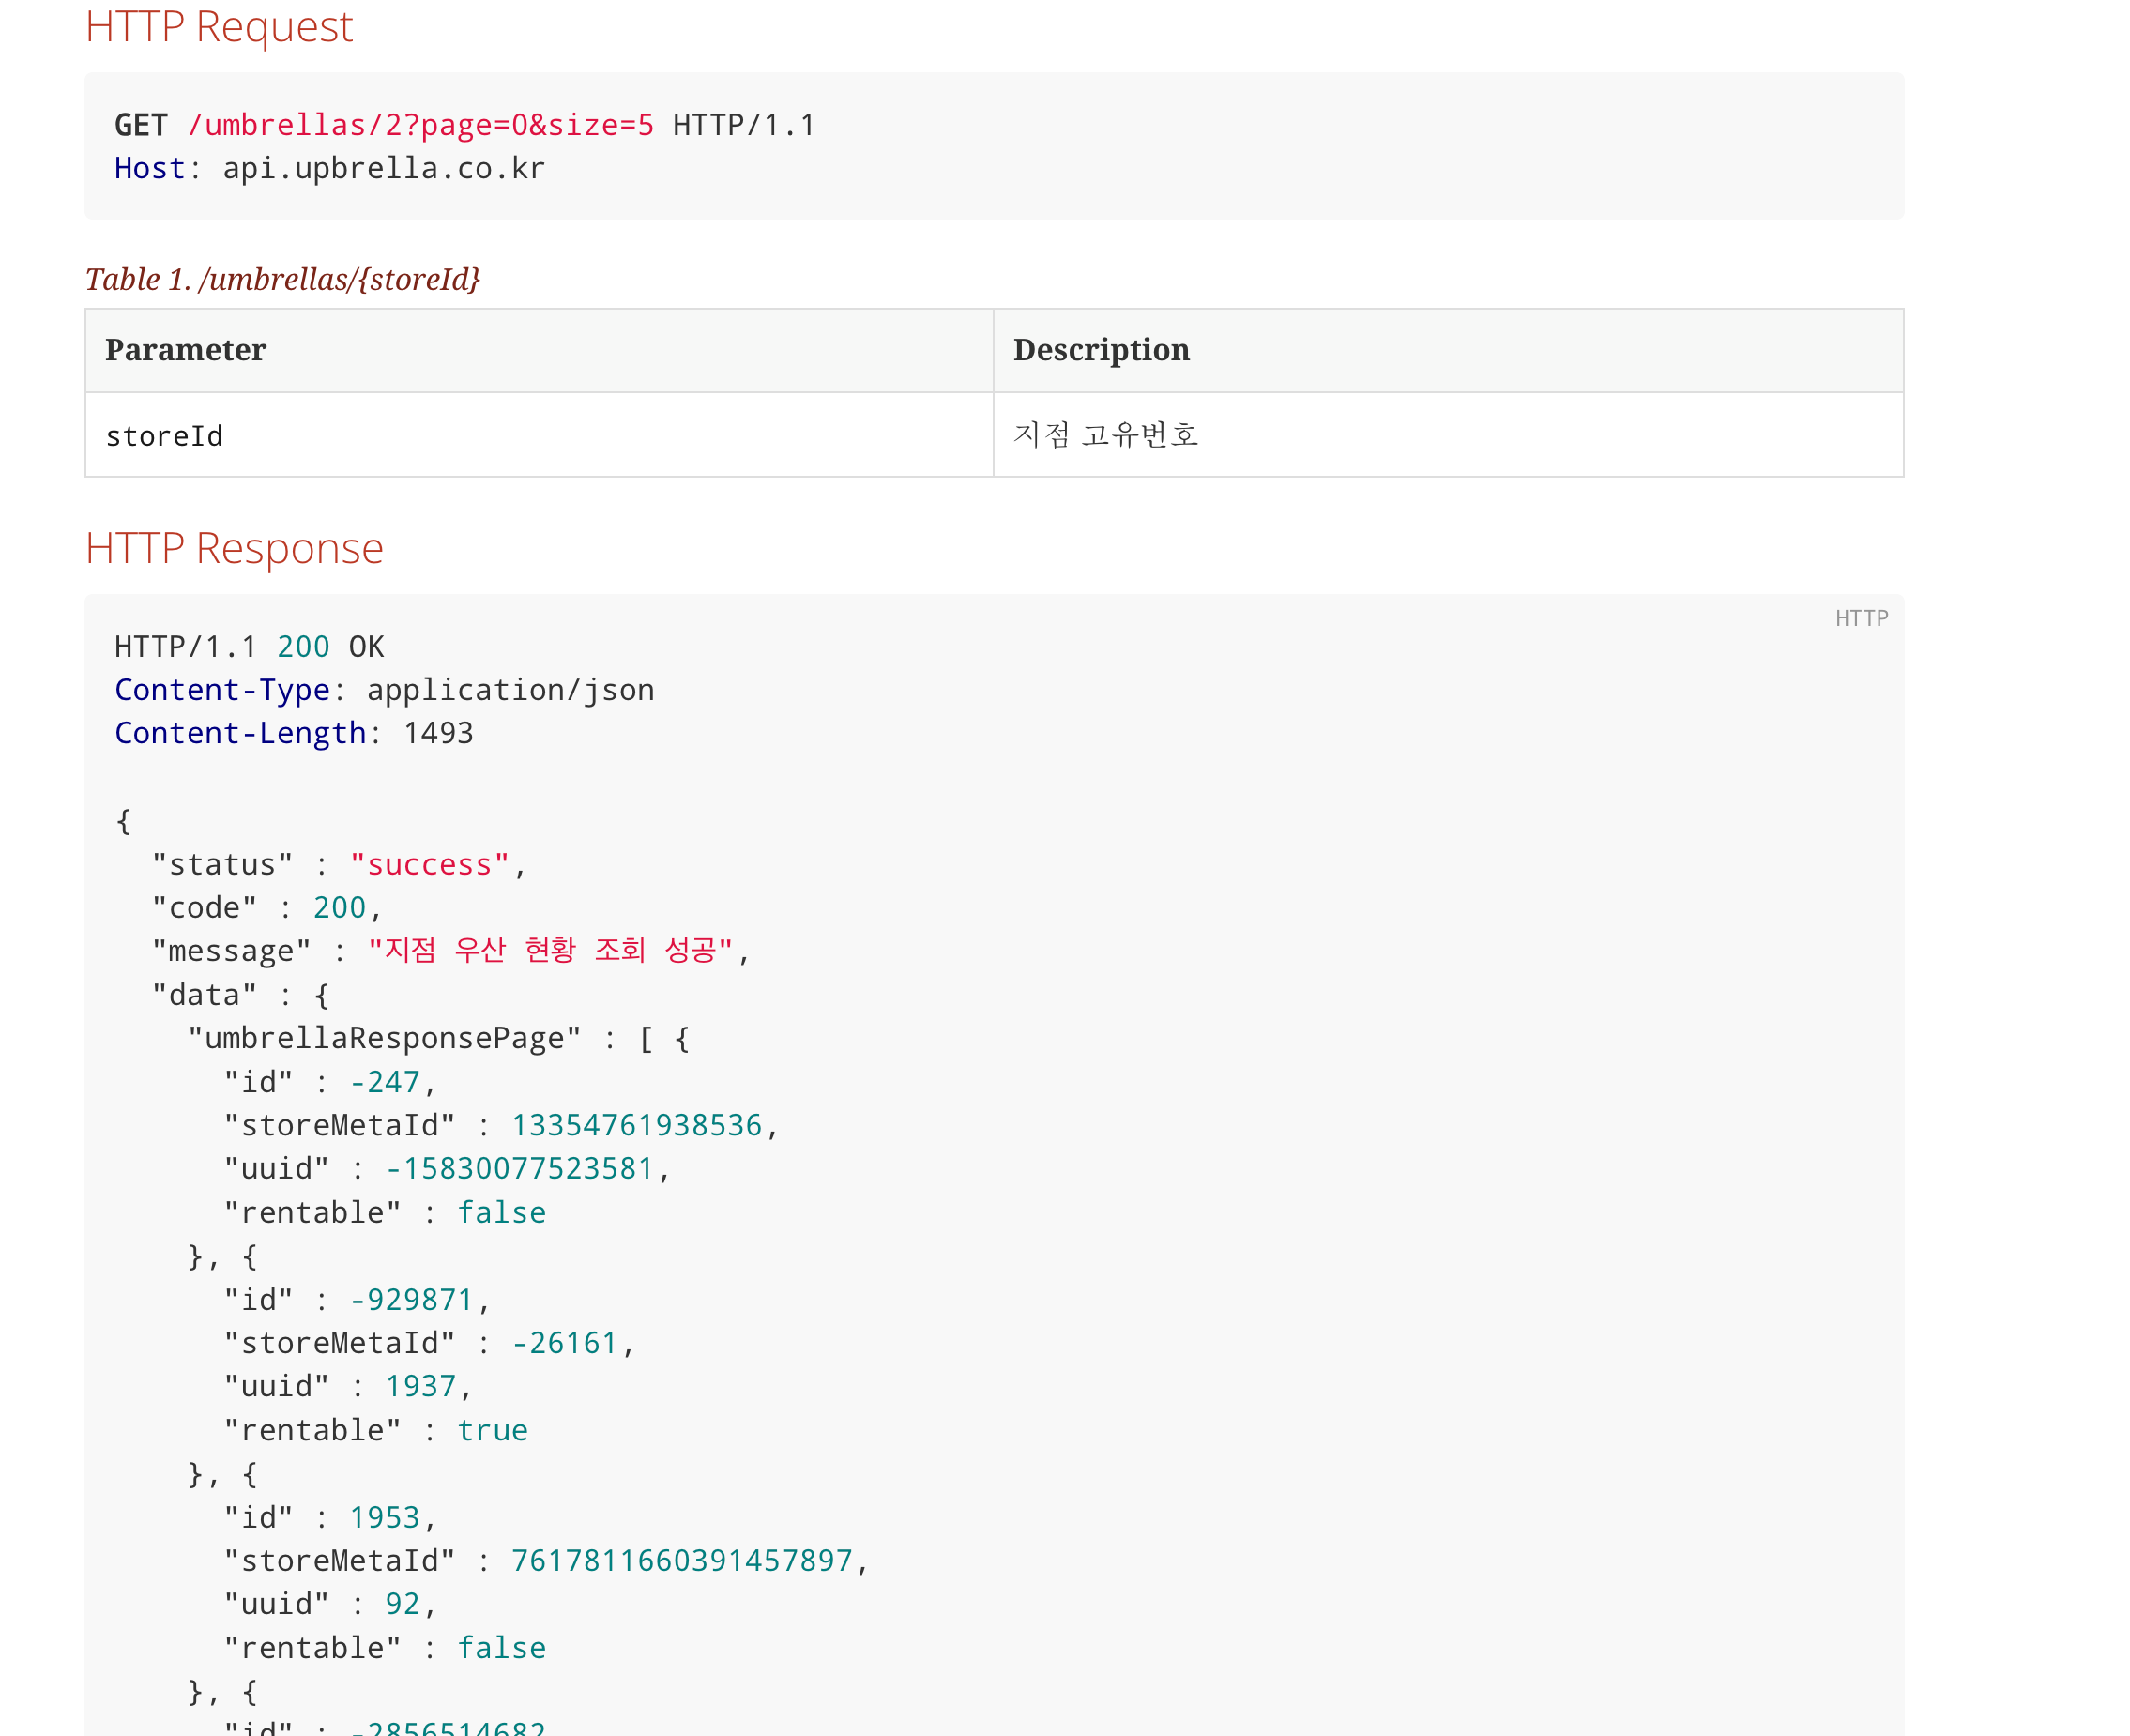 HTTP Request
GET /umbrellas/2?page=0&size=5 HTTP/1.1
Host: api.upbrella.co.kr
Table 1. /umbrellas/{storeId}
Parameter Description
storeId 지점 고유번호
HTTP Response
HTTP
HTTP/1.1 200 OK
Content-Type: application/json
Content-Length: 1493
{
"status" : "success",
"code" : 200,
"message" : "지점 우산 현황 조회 성공",
"data" : {
"umbrellaResponsePage" : [ {
"id" : -247,
"storeMetaId" : 13354761938536,
"uuid" : -15830077523581,
"rentable" : false
}, {
"id" : -929871,
"storeMetaId" : -26161,
"uuid" : 1937,
"rentable" : true
}, {
"id" : 1953,
"storeMetaId" : 7617811660391457897,
"uuid" : 92,
"rentable" : false
}, {
"id" : -2856514682